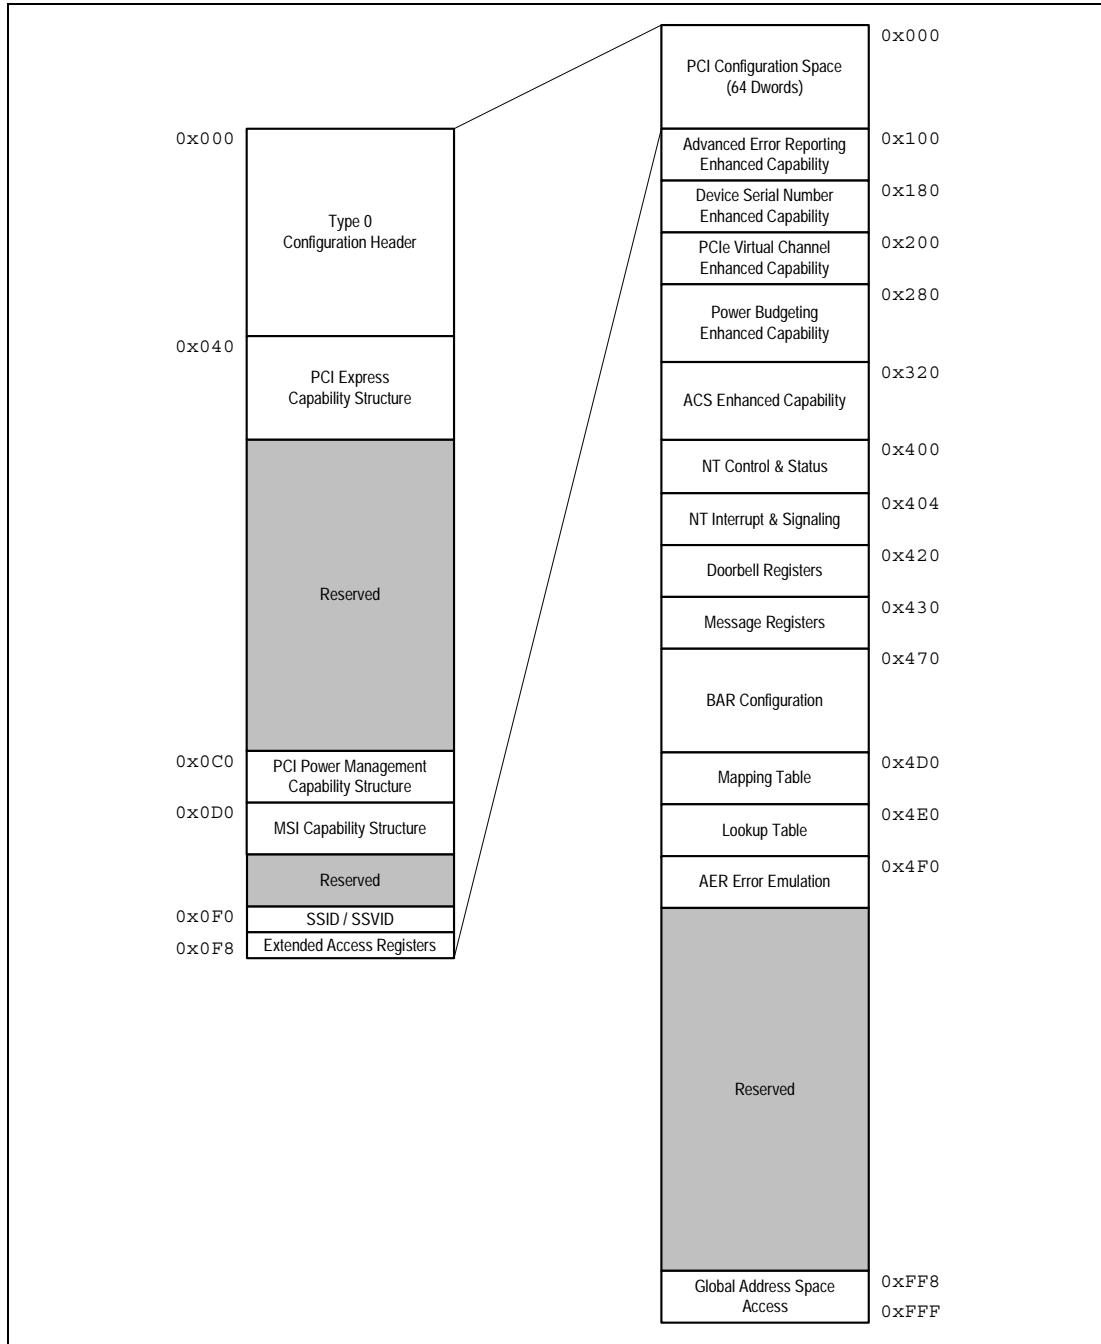 0x000
Type 0
Configuration Header
0x040
PCI Express
Capability Structure
Reserved
0x0C0
PCI Power Management
Capability Structure
0x0D0
MSI Capability Structure
Reserved
0x0F0
SSID / SSVID
0x0F8
Extended Access Registers
PCI Configuration Space
(64 Dwords)
0x000
Advanced Error Reporting
Enhanced Capability
0x100
Device Serial Number
Enhanced Capability
0x180
PCIe Virtual Channel
Enhanced Capability
0x200
Power Budgeting
Enhanced Capability
0x280
ACS Enhanced Capability
0x320
NT Control & Status
0x400
NT Interrupt & Signaling
0x404
Doorbell Registers
0x420
Message Registers
0x430
BAR Configuration
0x470
Mapping Table
0x4D0
Lookup Table
0x4E0
AER Error Emulation
0x4F0
Reserved
Global Address Space
Access
0xFF8
0xFFF